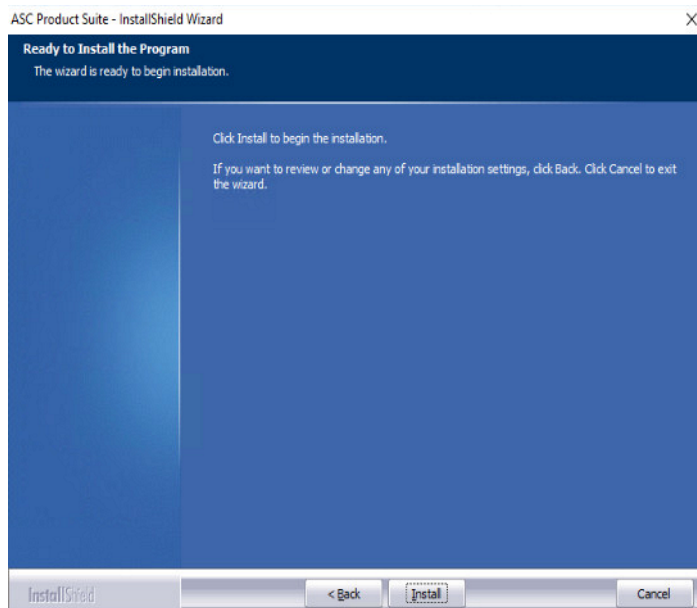 ASC Product Suite - InstallShield Wizard
Ready to Install the Program
The wizard is ready to begin installation.
Click Install to begin the installation.
If you want to review or change any of your installation settings, click Back. Click Cancel to exit
the wizard.
InstallShield
< Back
Install
Cancel